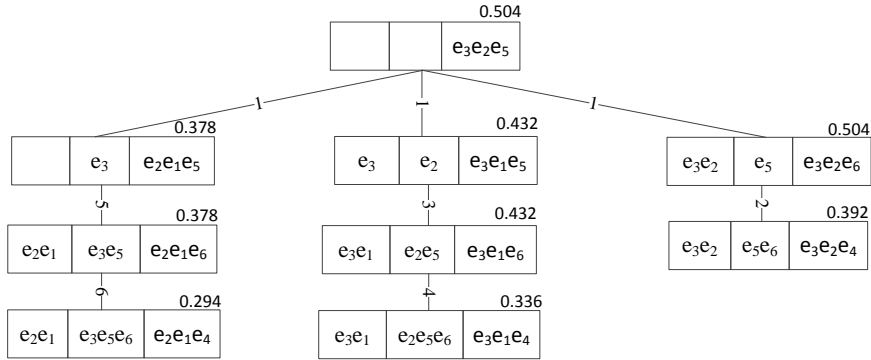 0.504
e₃e₂e₅
1 1 1
0.378 0.432 0.504
e₃ e₂e₁e₅ e₃ e₂ e₃e₁e₅ e₃e₂ e₅ e₃e₂e₆
5 3 2
0.378 0.432 0.392
e₂e₁ e₃e₅ e₂e₁e₆ e₃e₁ e₂e₅ e₃e₁e₆ e₃e₂ e₅e₆ e₃e₂e₄
6 4
0.294 0.336
e₂e₁ e₃e₅e₆ e₂e₁e₄ e₃e₁ e₂e₅e₆ e₃e₁e₄